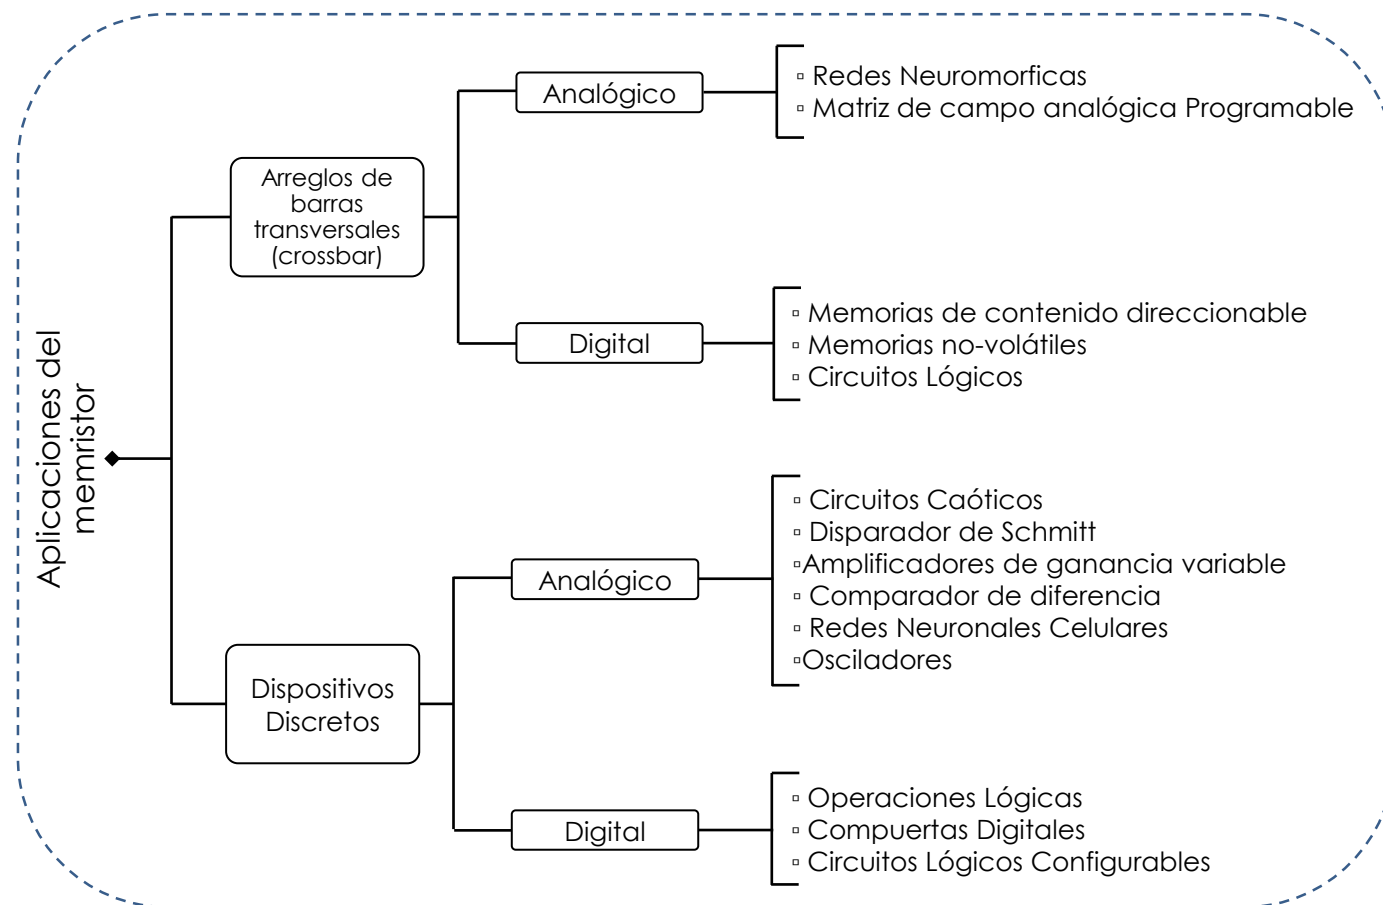 Aplicaciones del
memristor
Arreglos de
barras
transversales
(crossbar)
Analógico
▫ Redes Neuromorficas
▫ Matriz de campo analógica Programable
Digital
▫ Memorias de contenido direccionable
▫ Memorias no-volátiles
▫ Circuitos Lógicos
Dispositivos
Discretos
Analógico
▫ Circuitos Caóticos
▫ Disparador de Schmitt
▫Amplificadores de ganancia variable
▫ Comparador de diferencia
▫ Redes Neuronales Celulares
▫Osciladores
Digital
▫ Operaciones Lógicas
▫ Compuertas Digitales
▫ Circuitos Lógicos Configurables